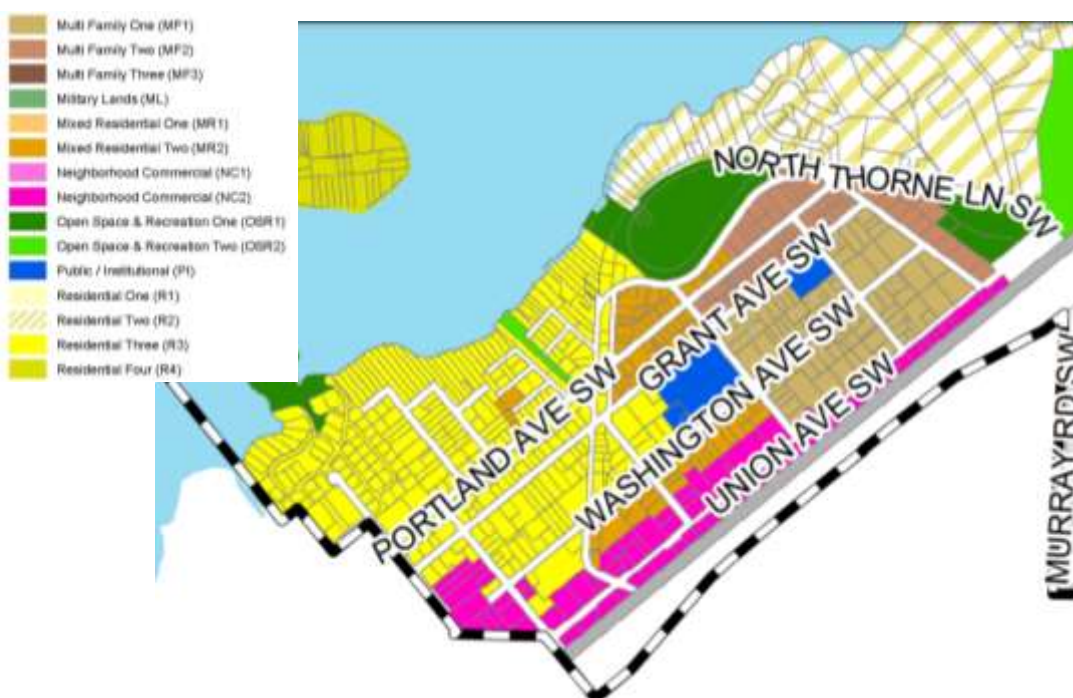 Multi Family One (MF1)
Multi Family Two (MF2)
Multi Family Three (MF3)
Military Lands (ML)
Mixed Residential One (MR1)
Mixed Residential Two (MR2)
Neighborhood Commercial (NC1)
Neighborhood Commercial (NC2)
Open Space & Recreation One (OSR1)
Open Space & Recreation Two (OSR2)
Public / Institutional (PI)
Residential One (R1)
Residential Two (R2)
Residential Three (R3)
Residential Four (R4)
NORTH THORNE LN SW
GRANT AVE SW
PORTLAND AVE SW
WASHINGTON AVE SW
UNION AVE SW
MURRAY RD SW